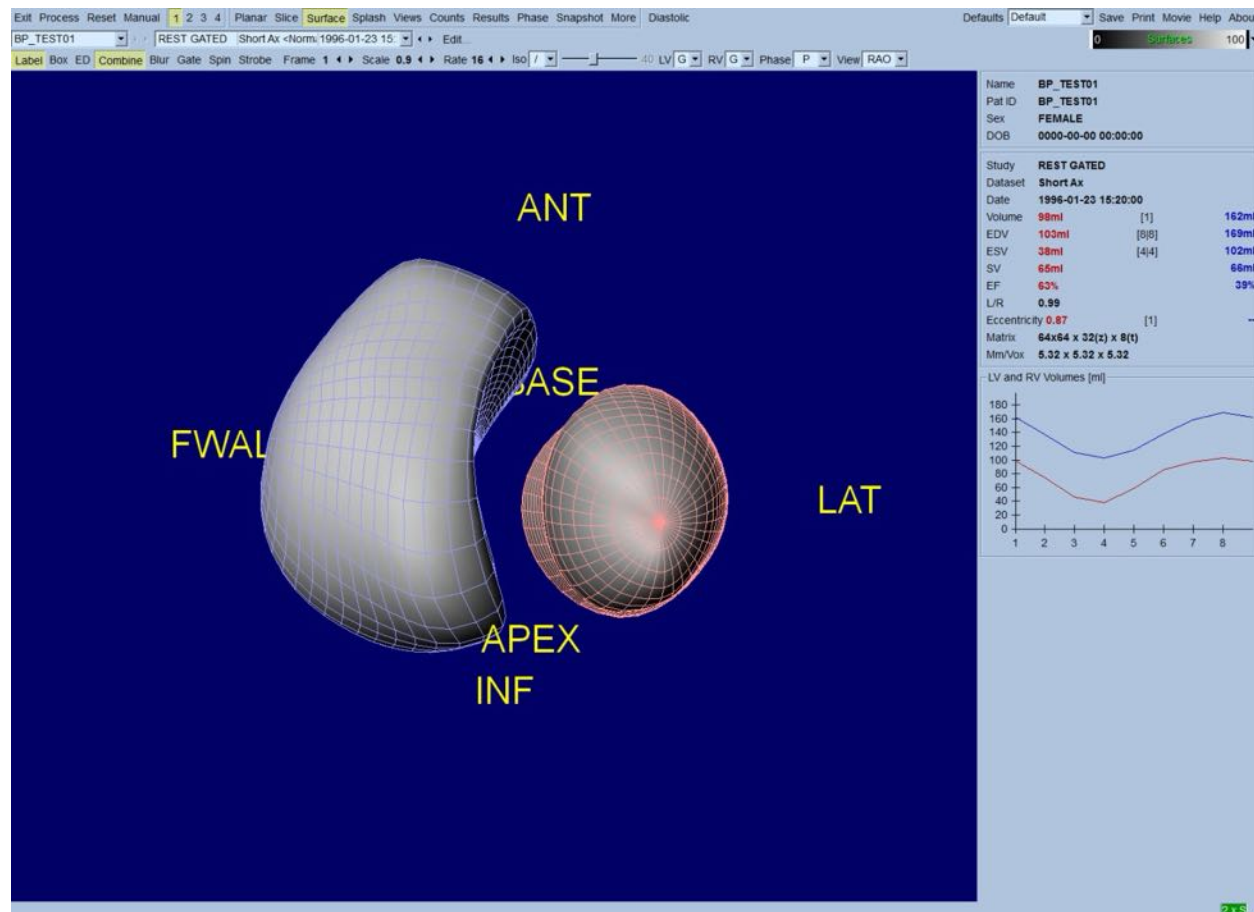 Exit Process Reset Manual 1 2 3 4 Planar Slice Surface Splash Views Counts Results Phase Snapshot More Diastolic Defaults Default Save Print Movie Help Abou
BP_TEST01 REST GATED Short Ax <Norm: 1996-01-23 15: Edit... 0 Surfaces 100
Label Box ED Combine Blur Gate Spin Strobe Frame 1 Scale 0.9 Rate 16 Iso / 40 LV G RV G Phase P View RAO
Name BP_TEST01
Pat ID BP_TEST01
Sex FEMALE
DOB 0000-00-00 00:00:00
Study REST GATED
Dataset Short Ax
Date 1996-01-23 15:20:00
Volume 98ml [1] 162ml
EDV 103ml [8|8] 169ml
ESV 38ml [4|4] 102ml
SV 65ml 66ml
EF 63% 39%
L/R 0.99
Eccentricity 0.87 [1] --
Matrix 64x64 x 32(z) x 8(t)
Mm/Vox 5.32 x 5.32 x 5.32
LV and RV Volumes [ml]
180
160
140
120
100
80
60
40
20
0
1 2 3 4 5 6 7 8
ANT
BASE
FWAL
LAT
APEX
INF
2 x S